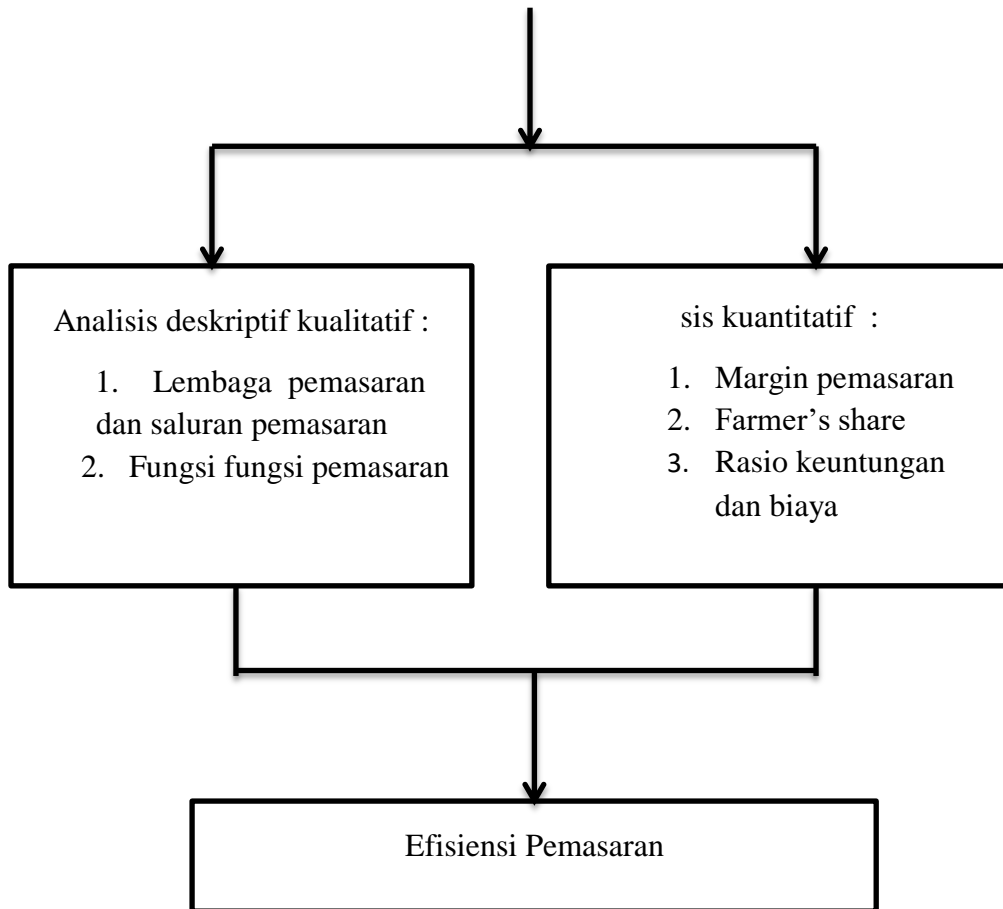 Analisis deskriptif kualitatif :
1. Lembaga pemasaran
dan saluran pemasaran
2. Fungsi fungsi pemasaran
sis kuantitatif :
1. Margin pemasaran
2. Farmer’s share
3. Rasio keuntungan
dan biaya
Efisiensi Pemasaran